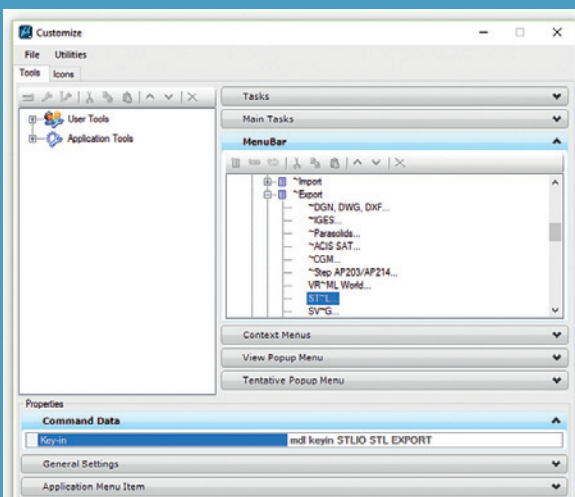 Customize
File Utilities
Tools Icons
User Tools
Application Tools
Tasks
Main Tasks
MenuBar
~Import
~Export
~DGN, DWG, DXF...
~IGES...
~Parasolids...
~ACIS SAT...
~CGM...
~Step AP203/AP214...
VR~ML World...
ST~L...
SV~G...
Context Menus
View Popup Menu
Tentative Popup Menu
Properties
Command Data
Key-in mdl keyin STLIO STL EXPORT
General Settings
Application Menu Item